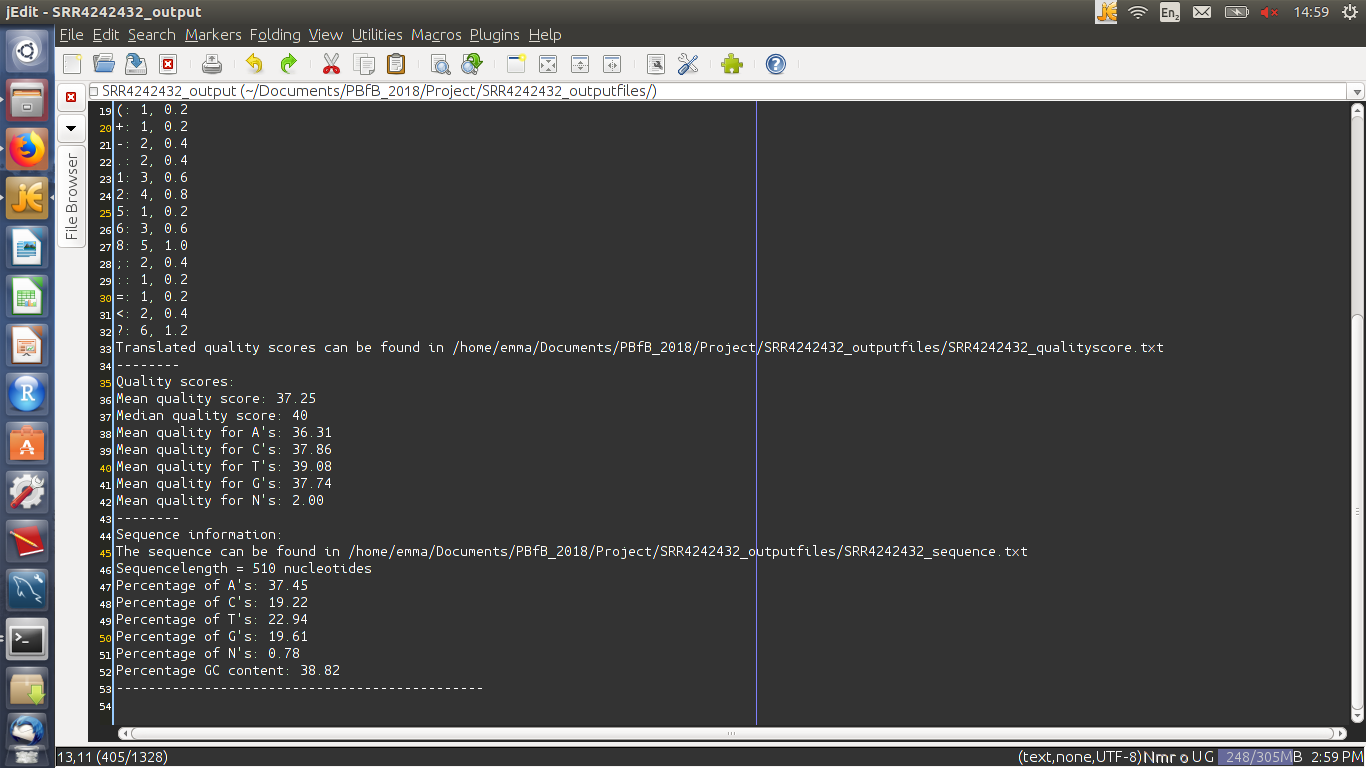 jEdit - SRR4242432_output
En2
14:59
File Edit Search Markers Folding View Utilities Macros Plugins Help
SRR4242432_output (~/Documents/PBfB_2018/Project/SRR4242432_outputfiles/)
File Browser
19 (: 1, 0.2
20 +: 1, 0.2
21 -: 2, 0.4
22 .: 2, 0.4
23 1: 3, 0.6
24 2: 4, 0.8
25 5: 1, 0.2
26 6: 3, 0.6
27 8: 5, 1.0
28 ;: 2, 0.4
29 :: 1, 0.2
30 =: 1, 0.2
31 <: 2, 0.4
32 ?: 6, 1.2
33 Translated quality scores can be found in /home/emma/Documents/PBfB_2018/Project/SRR4242432_outputfiles/SRR4242432_qualityscore.txt
34 --------
35 Quality scores:
36 Mean quality score: 37.25
37 Median quality score: 40
38 Mean quality for A's: 36.31
39 Mean quality for C's: 37.86
40 Mean quality for T's: 39.08
41 Mean quality for G's: 37.74
42 Mean quality for N's: 2.00
43 --------
44 Sequence information:
45 The sequence can be found in /home/emma/Documents/PBfB_2018/Project/SRR4242432_outputfiles/SRR4242432_sequence.txt
46 Sequencelength = 510 nucleotides
47 Percentage of A's: 37.45
48 Percentage of C's: 19.22
49 Percentage of T's: 22.94
50 Percentage of G's: 19.61
51 Percentage of N's: 0.78
52 Percentage GC content: 38.82
53 ----------------------------------------------
54
13,11 (405/1328)
(text,none,UTF-8)Nmr o UG 248/305MB 2:59 PM